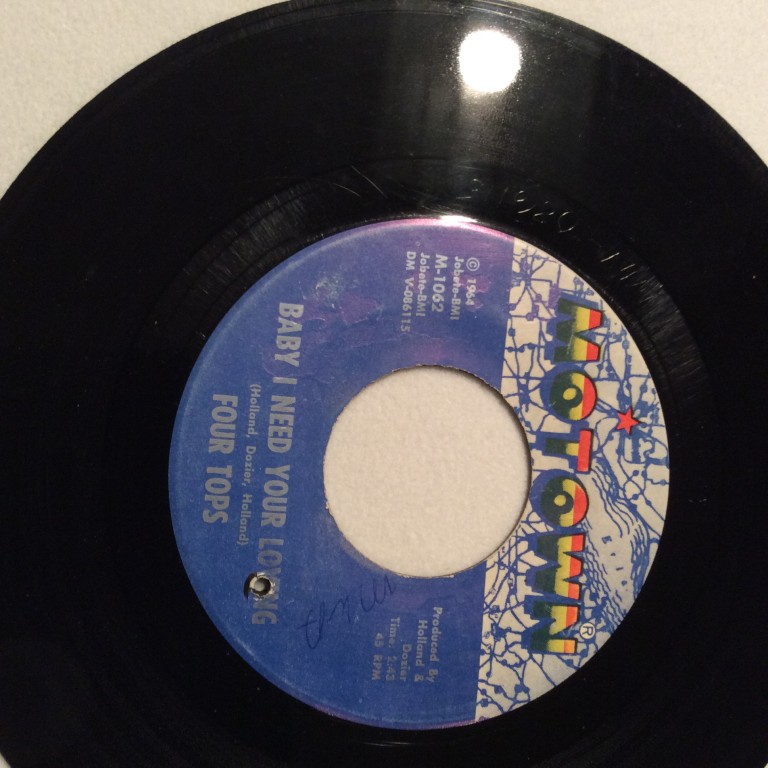 MOTOWN®
© 1964
Jobete-BMI
M-1062
Jobete-BMI
DM V-086115
Produced By
Holland &
Dozier
Time: 2:43
45 RPM
BABY I NEED YOUR LOVING
(Holland, Dozier, Holland)
FOUR TOPS